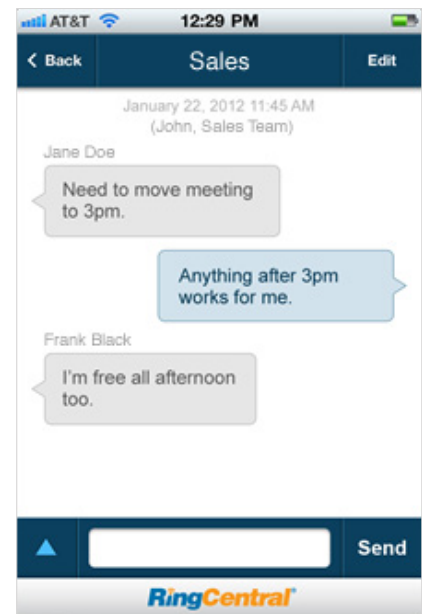 AT&T 12:29 PM
Back Sales Edit
January 22, 2012 11:45 AM
(John, Sales Team)
Jane Doe
Need to move meeting
to 3pm.
Anything after 3pm
works for me.
Frank Black
I'm free all afternoon
too.
Send
RingCentral